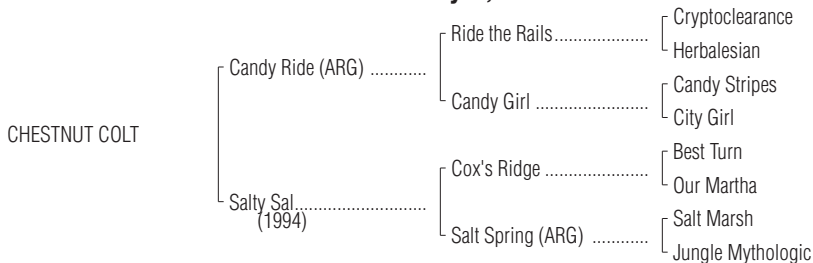 Cryptoclearance
Ride the Rails....................
Herbalesian
Candy Ride (ARG) ............
Candy Stripes
Candy Girl ........................
City Girl
CHESTNUT COLT
Best Turn
Cox's Ridge ......................
Our Martha
Salty Sal............................
(1994)
Salt Marsh
Salt Spring (ARG) ............
Jungle Mythologic